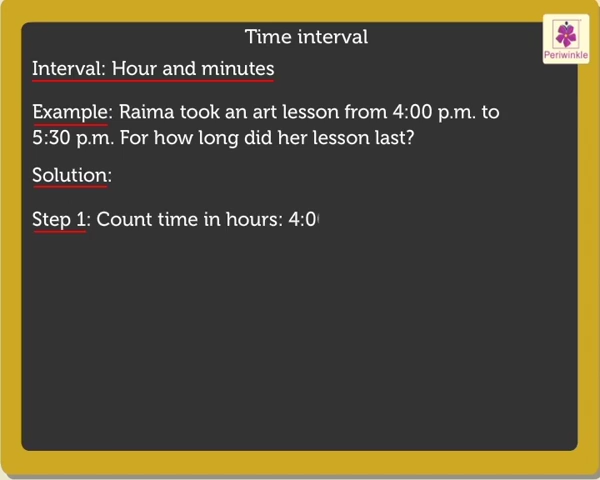 Time interval
Periwinkle
Interval: Hour and minutes
Example: Raima took an art lesson from 4:00 p.m. to
5:30 p.m. For how long did her lesson last?
Solution:
Step 1: Count time in hours: 4:0